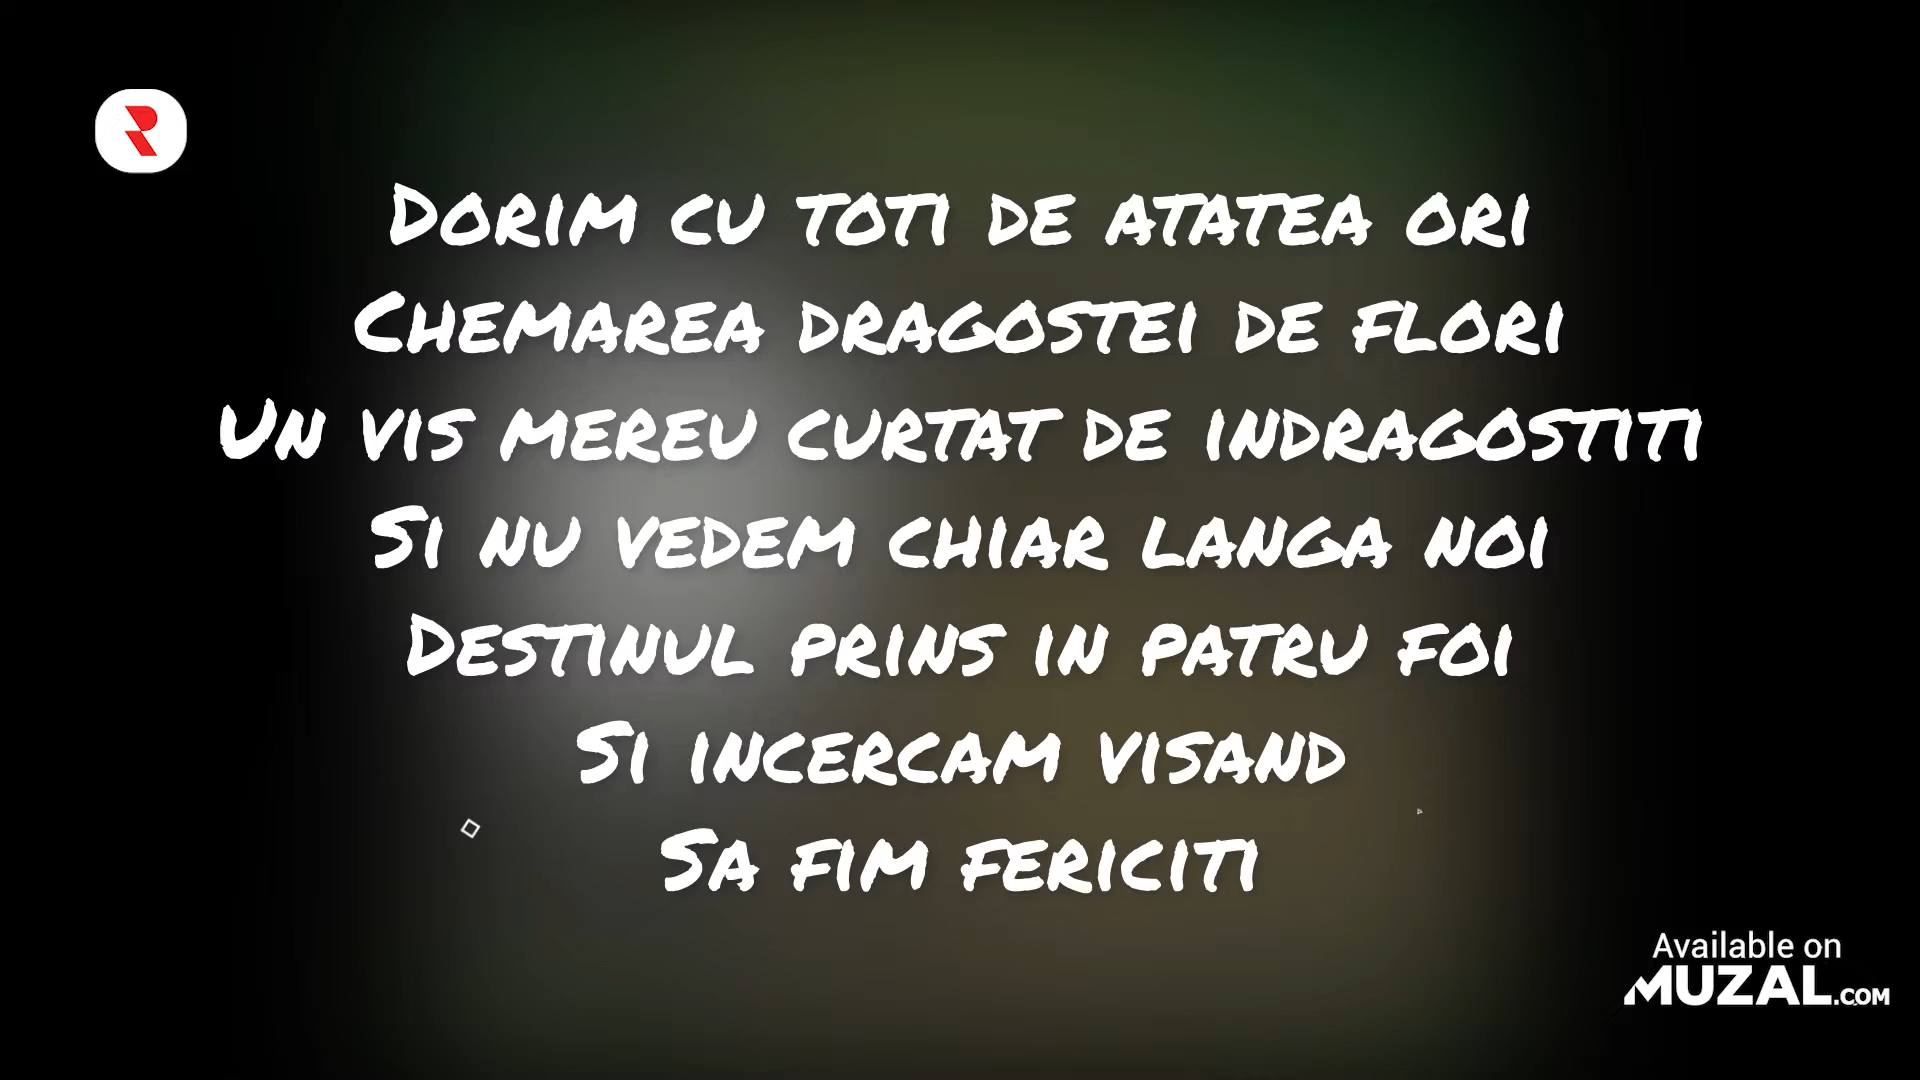 Dorim cu toti de atatea ori
Chemarea dragostei de flori
Un vis mereu curtat de indragostiti
Si nu vedem chiar langa noi
Destinul prins in patru foi
Si incercam visand
Sa fim fericiti
Available on
MUZAL.COM